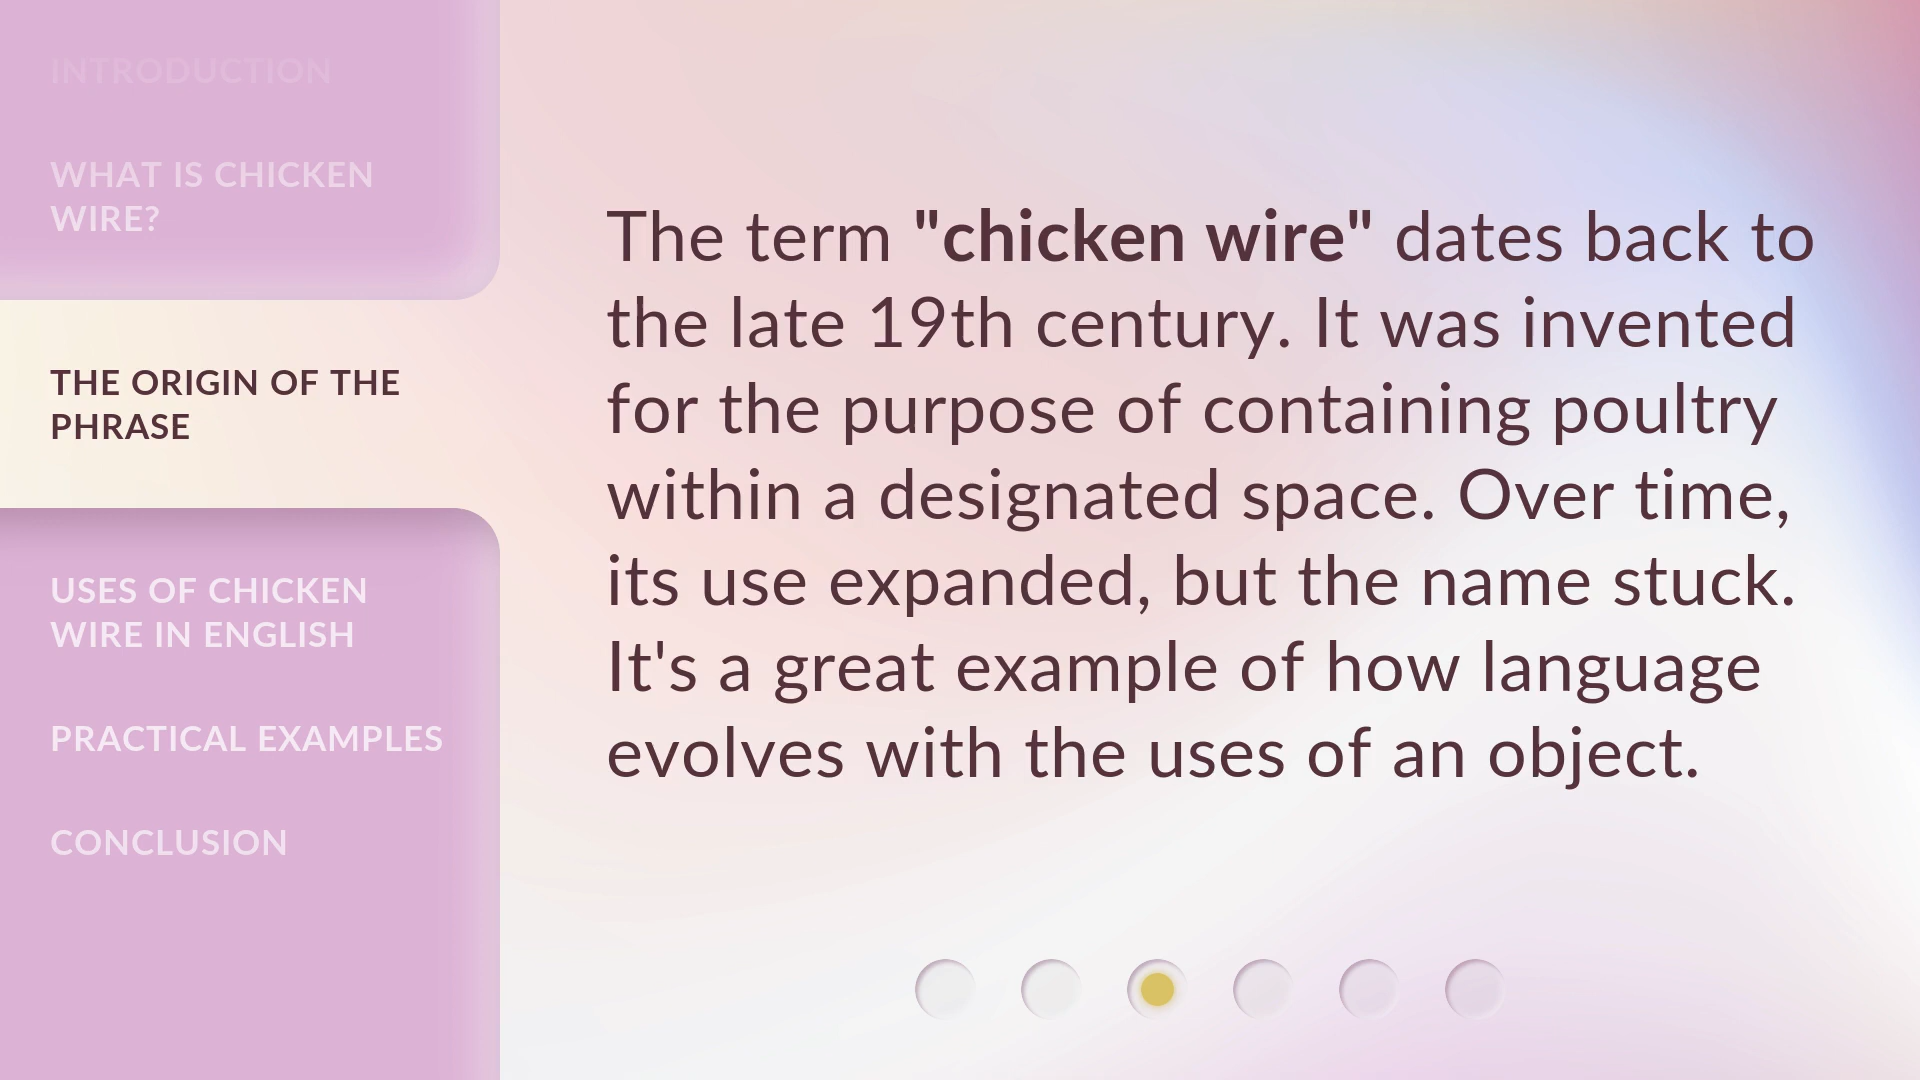 INTRODUCTION
WHAT IS CHICKEN
WIRE?
THE ORIGIN OF THE
PHRASE
USES OF CHICKEN
WIRE IN ENGLISH
PRACTICAL EXAMPLES
CONCLUSION
The term "chicken wire" dates back to
the late 19th century. It was invented
for the purpose of containing poultry
within a designated space. Over time,
its use expanded, but the name stuck.
It's a great example of how language
evolves with the uses of an object.